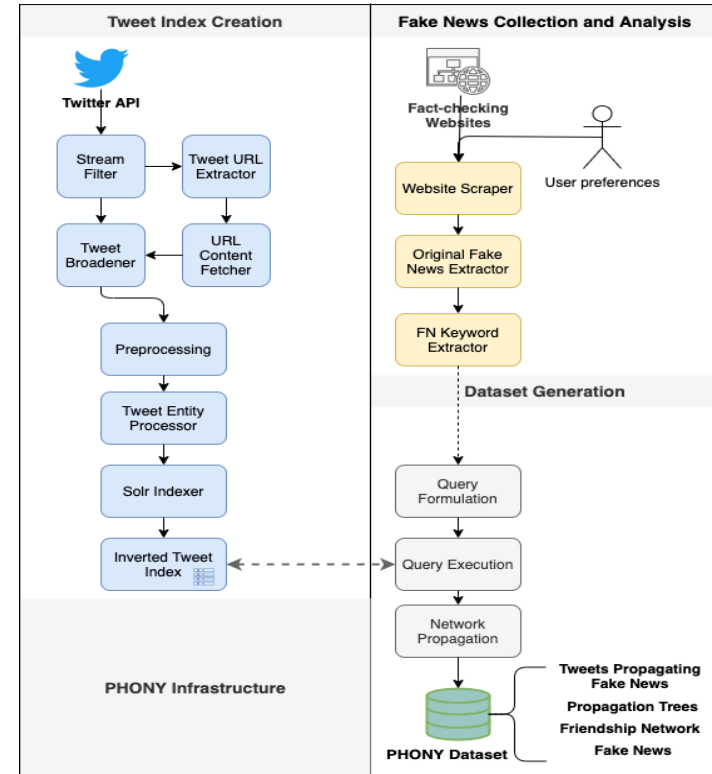 Tweet Index Creation
Twitter API
Stream
Filter
Tweet URL
Extractor
Tweet
Broadener
URL
Content
Fetcher
Preprocessing
Tweet Entity
Processor
Solr Indexer
Inverted Tweet
Index
PHONY Infrastructure
Fake News Collection and Analysis
Fact-checking
Websites
User preferences
Website Scraper
Original Fake
News Extractor
FN Keyword
Extractor
Dataset Generation
Query
Formulation
Query Execution
Network
Propagation
PHONY Dataset
Tweets Propagating
Fake News
Propagation Trees
Friendship Network
Fake News